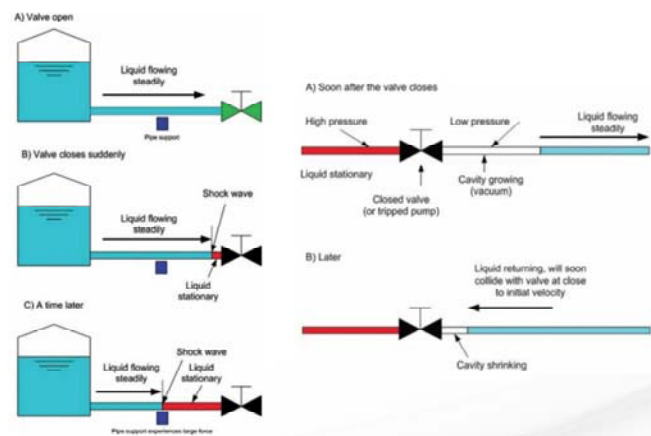 A) Valve open
Liquid flowing
steadily
Pipe support
B) Valve closes suddenly
Shock wave
Liquid flowing
steadily
Liquid
stationary
C) A time later
Shock wave
Liquid flowing
steadily
Liquid
stationary
Pipe support experiences large force
A) Soon after the valve closes
High pressure
Low pressure
Liquid flowing
steadily
Liquid stationary
Closed valve
(or tripped pump)
Cavity growing
(vacuum)
B) Later
Liquid returning, will soon
collide with valve at close
to initial velocity
Cavity shrinking